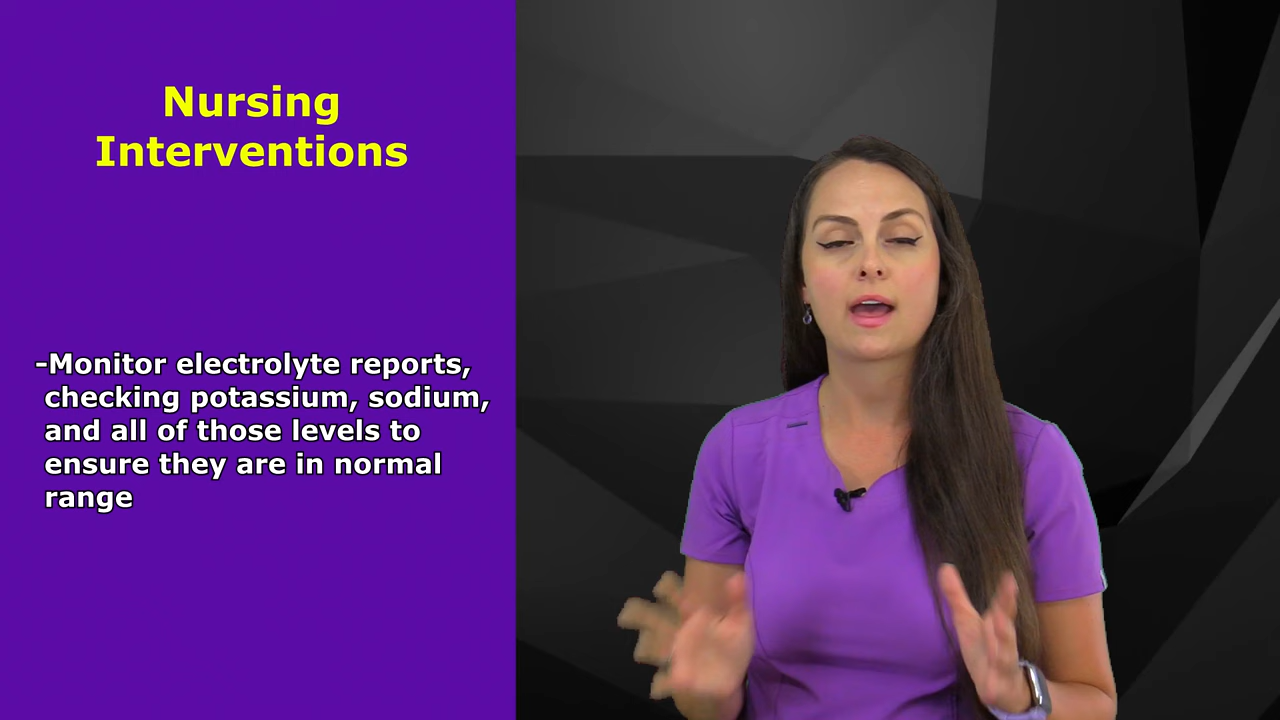 Nursing
Interventions
-Monitor electrolyte reports,
checking potassium, sodium,
and all of those levels to
ensure they are in normal
range